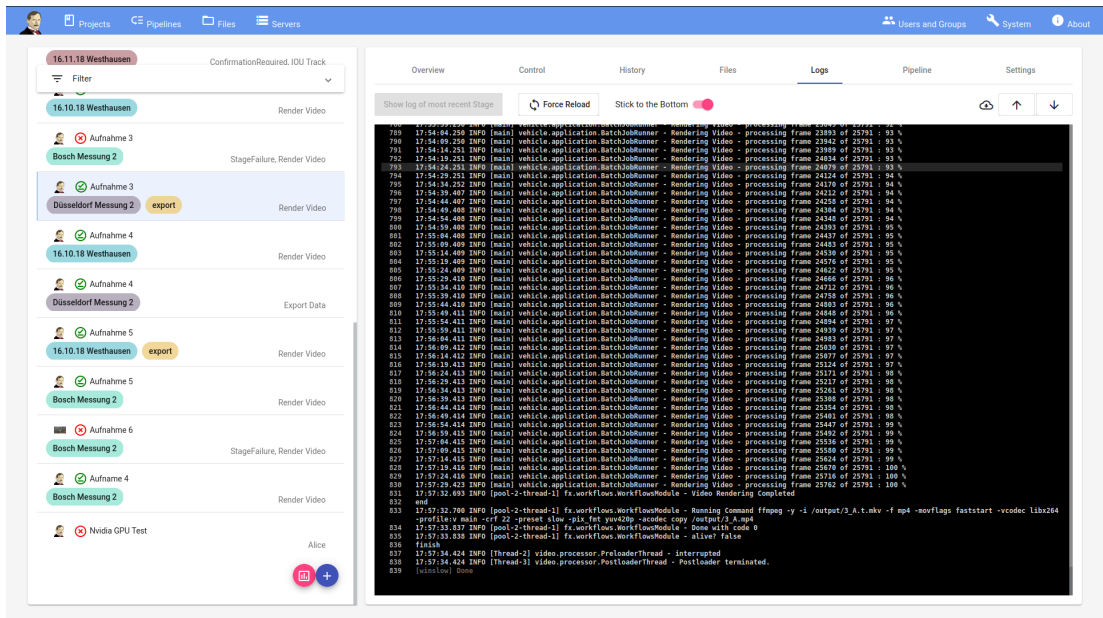 Projects Pipelines Files Servers Users and Groups System About
16.11.18 Westhausen
ConfirmationRequired, IOU Track
Filter
16.10.18 Westhausen
Render Video
Aufnahme 3
Bosch Messung 2
StageFailure, Render Video
Aufnahme 3
Düsseldorf Messung 2 export
Render Video
Aufnahme 4
16.10.18 Westhausen
Render Video
Aufnahme 4
Düsseldorf Messung 2
Export Data
Aufnahme 5
16.10.18 Westhausen export
Render Video
Aufnahme 5
Bosch Messung 2
Render Video
Aufnahme 6
Bosch Messung 2
StageFailure, Render Video
Aufname 4
Bosch Messung 2
Render Video
Nvidia GPU Test
Alice
Overview Control History Files Logs Pipeline Settings
Show log of most recent Stage Force Reload Stick to the Bottom
789 17:54:04.250 INFO [main] vehicle.application.BatchJobRunner - Rendering Video - processing frame 23893 of 25791 : 93 %
790 17:54:09.250 INFO [main] vehicle.application.BatchJobRunner - Rendering Video - processing frame 23942 of 25791 : 93 %
791 17:54:14.251 INFO [main] vehicle.application.BatchJobRunner - Rendering Video - processing frame 23989 of 25791 : 93 %
792 17:54:19.251 INFO [main] vehicle.application.BatchJobRunner - Rendering Video - processing frame 24034 of 25791 : 93 %
793 17:54:24.251 INFO [main] vehicle.application.BatchJobRunner - Rendering Video - processing frame 24079 of 25791 : 93 %
794 17:54:29.251 INFO [main] vehicle.application.BatchJobRunner - Rendering Video - processing frame 24124 of 25791 : 94 %
795 17:54:34.252 INFO [main] vehicle.application.BatchJobRunner - Rendering Video - processing frame 24170 of 25791 : 94 %
796 17:54:39.407 INFO [main] vehicle.application.BatchJobRunner - Rendering Video - processing frame 24212 of 25791 : 94 %
797 17:54:44.407 INFO [main] vehicle.application.BatchJobRunner - Rendering Video - processing frame 24258 of 25791 : 94 %
798 17:54:49.408 INFO [main] vehicle.application.BatchJobRunner - Rendering Video - processing frame 24304 of 25791 : 94 %
799 17:54:54.408 INFO [main] vehicle.application.BatchJobRunner - Rendering Video - processing frame 24348 of 25791 : 94 %
800 17:54:59.408 INFO [main] vehicle.application.BatchJobRunner - Rendering Video - processing frame 24393 of 25791 : 95 %
801 17:55:04.408 INFO [main] vehicle.application.BatchJobRunner - Rendering Video - processing frame 24437 of 25791 : 95 %
802 17:55:09.409 INFO [main] vehicle.application.BatchJobRunner - Rendering Video - processing frame 24483 of 25791 : 95 %
803 17:55:14.409 INFO [main] vehicle.application.BatchJobRunner - Rendering Video - processing frame 24530 of 25791 : 95 %
804 17:55:19.409 INFO [main] vehicle.application.BatchJobRunner - Rendering Video - processing frame 24576 of 25791 : 95 %
805 17:55:24.409 INFO [main] vehicle.application.BatchJobRunner - Rendering Video - processing frame 24622 of 25791 : 95 %
806 17:55:29.410 INFO [main] vehicle.application.BatchJobRunner - Rendering Video - processing frame 24666 of 25791 : 96 %
807 17:55:34.410 INFO [main] vehicle.application.BatchJobRunner - Rendering Video - processing frame 24712 of 25791 : 96 %
808 17:55:39.410 INFO [main] vehicle.application.BatchJobRunner - Rendering Video - processing frame 24758 of 25791 : 96 %
809 17:55:44.410 INFO [main] vehicle.application.BatchJobRunner - Rendering Video - processing frame 24803 of 25791 : 96 %
810 17:55:49.411 INFO [main] vehicle.application.BatchJobRunner - Rendering Video - processing frame 24848 of 25791 : 96 %
811 17:55:54.411 INFO [main] vehicle.application.BatchJobRunner - Rendering Video - processing frame 24894 of 25791 : 97 %
812 17:55:59.411 INFO [main] vehicle.application.BatchJobRunner - Rendering Video - processing frame 24939 of 25791 : 97 %
813 17:56:04.411 INFO [main] vehicle.application.BatchJobRunner - Rendering Video - processing frame 24983 of 25791 : 97 %
814 17:56:09.412 INFO [main] vehicle.application.BatchJobRunner - Rendering Video - processing frame 25030 of 25791 : 97 %
815 17:56:14.412 INFO [main] vehicle.application.BatchJobRunner - Rendering Video - processing frame 25077 of 25791 : 97 %
816 17:56:19.413 INFO [main] vehicle.application.BatchJobRunner - Rendering Video - processing frame 25124 of 25791 : 97 %
817 17:56:24.413 INFO [main] vehicle.application.BatchJobRunner - Rendering Video - processing frame 25171 of 25791 : 98 %
818 17:56:29.413 INFO [main] vehicle.application.BatchJobRunner - Rendering Video - processing frame 25217 of 25791 : 98 %
819 17:56:34.413 INFO [main] vehicle.application.BatchJobRunner - Rendering Video - processing frame 25261 of 25791 : 98 %
820 17:56:39.413 INFO [main] vehicle.application.BatchJobRunner - Rendering Video - processing frame 25308 of 25791 : 98 %
821 17:56:44.414 INFO [main] vehicle.application.BatchJobRunner - Rendering Video - processing frame 25354 of 25791 : 98 %
822 17:56:49.414 INFO [main] vehicle.application.BatchJobRunner - Rendering Video - processing frame 25401 of 25791 : 98 %
823 17:56:54.414 INFO [main] vehicle.application.BatchJobRunner - Rendering Video - processing frame 25447 of 25791 : 99 %
824 17:56:59.415 INFO [main] vehicle.application.BatchJobRunner - Rendering Video - processing frame 25492 of 25791 : 99 %
825 17:57:04.415 INFO [main] vehicle.application.BatchJobRunner - Rendering Video - processing frame 25536 of 25791 : 99 %
826 17:57:09.415 INFO [main] vehicle.application.BatchJobRunner - Rendering Video - processing frame 25580 of 25791 : 99 %
827 17:57:14.415 INFO [main] vehicle.application.BatchJobRunner - Rendering Video - processing frame 25624 of 25791 : 99 %
828 17:57:19.416 INFO [main] vehicle.application.BatchJobRunner - Rendering Video - processing frame 25670 of 25791 : 100 %
829 17:57:24.416 INFO [main] vehicle.application.BatchJobRunner - Rendering Video - processing frame 25716 of 25791 : 100 %
830 17:57:29.423 INFO [main] vehicle.application.BatchJobRunner - Rendering Video - processing frame 25762 of 25791 : 100 %
831 17:57:32.693 INFO [pool-2-thread-1] fx.workflows.WorkflowsModule - Video Rendering Completed
832 end
833 17:57:32.700 INFO [pool-2-thread-1] fx.workflows.WorkflowsModule - Running Command ffmpeg -y -i /output/3_A.t.mkv -f mp4 -movflags faststart -vcodec libx264
-profile:v main -crf 22 -preset slow -pix_fmt yuv420p -acodec copy /output/3_A.mp4
834 17:57:33.837 INFO [pool-2-thread-1] fx.workflows.WorkflowsModule - Done with code 0
835 17:57:33.838 INFO [pool-2-thread-1] fx.workflows.WorkflowsModule - alive? false
836 finish
837 17:57:34.424 INFO [Thread-2] video.processor.PreloaderThread - interrupted
838 17:57:34.424 INFO [Thread-3] video.processor.PostloaderThread - Postloader terminated.
839 [winslow] Done